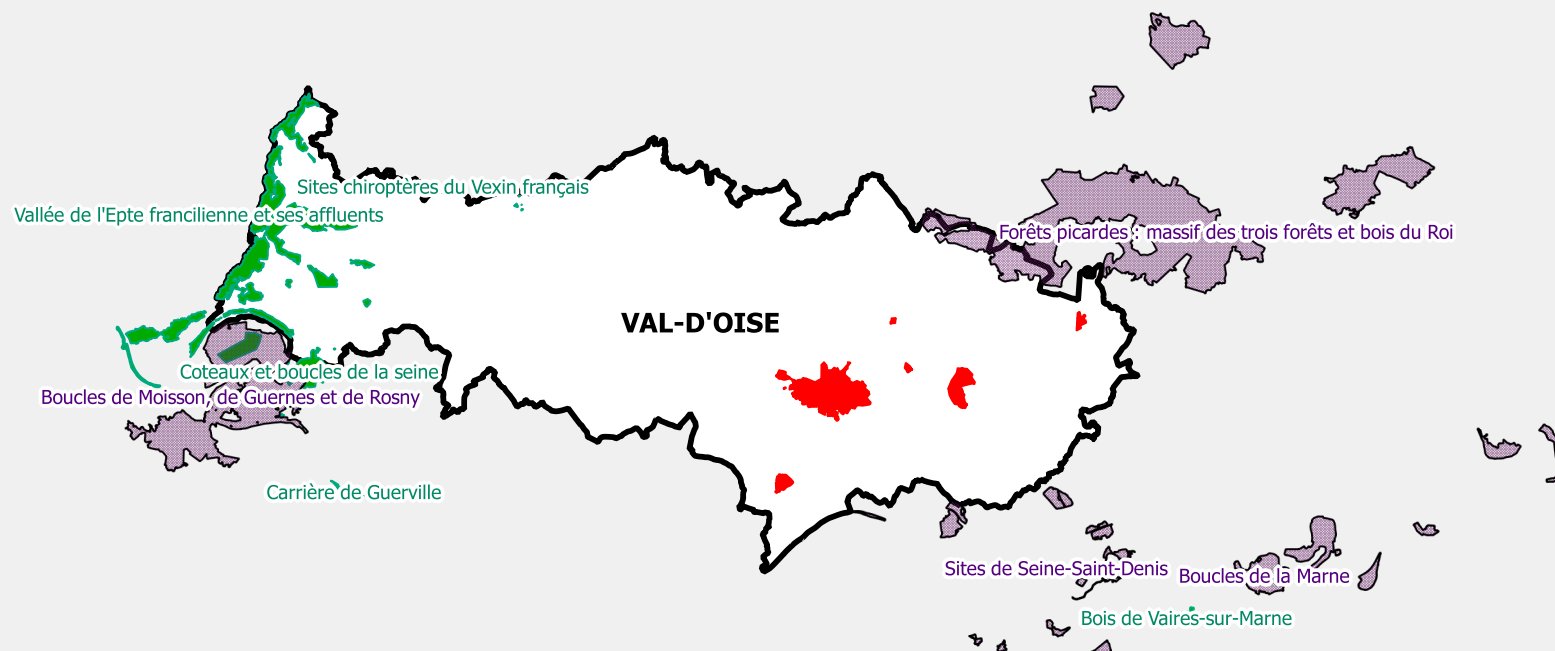 Sites chiroptères du Vexin français
Vallée de l'Epte francilienne et ses affluents
Forêts picardes : massif des trois forêts et bois du Roi
VAL-D'OISE
Coteaux et boucles de la seine
Boucles de Moisson, de Guernes et de Rosny
Carrière de Guerville
Sites de Seine-Saint-Denis
Boucles de la Marne
Bois de Vaires-sur-Marne